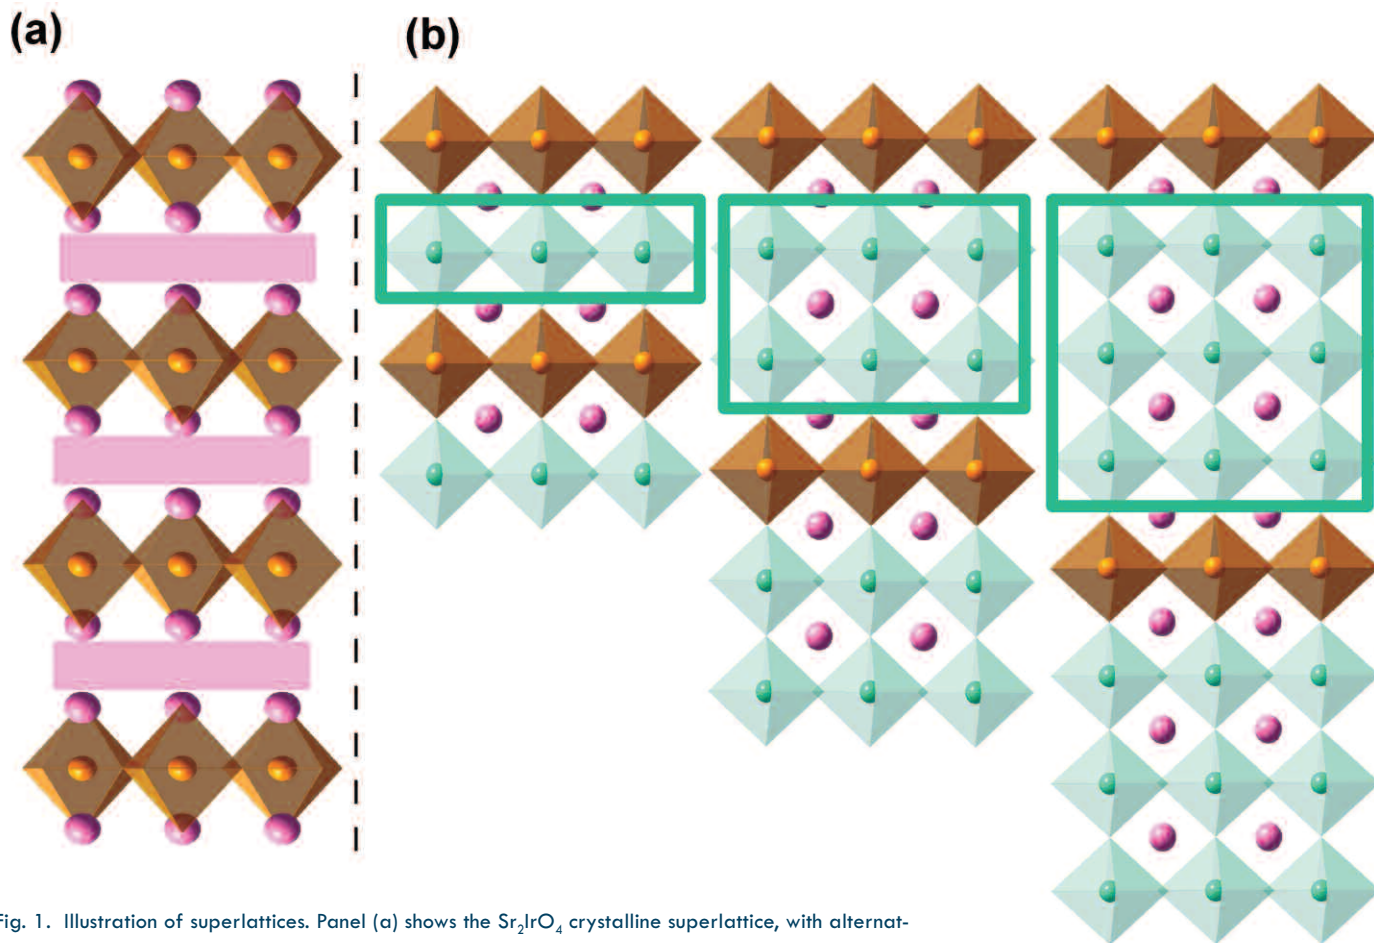 (a)
(b)
Fig. 1. Illustration of superlattices. Panel (a) shows the Sr₂IrO₄ crystalline superlattice, with alternat-